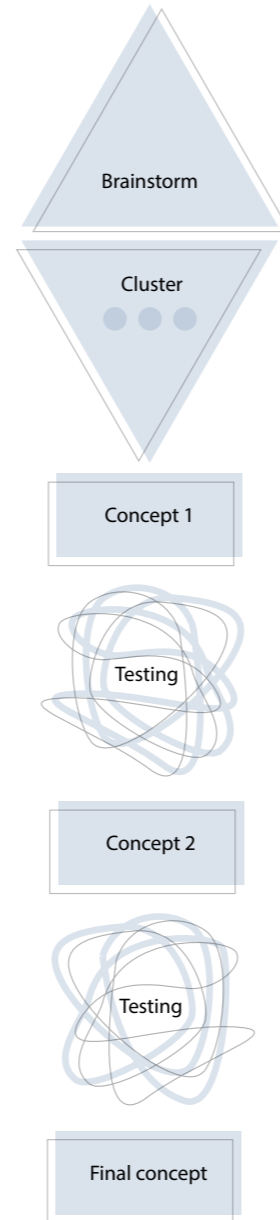 Brainstorm
Cluster
Concept 1
Testing
Concept 2
Testing
Final concept